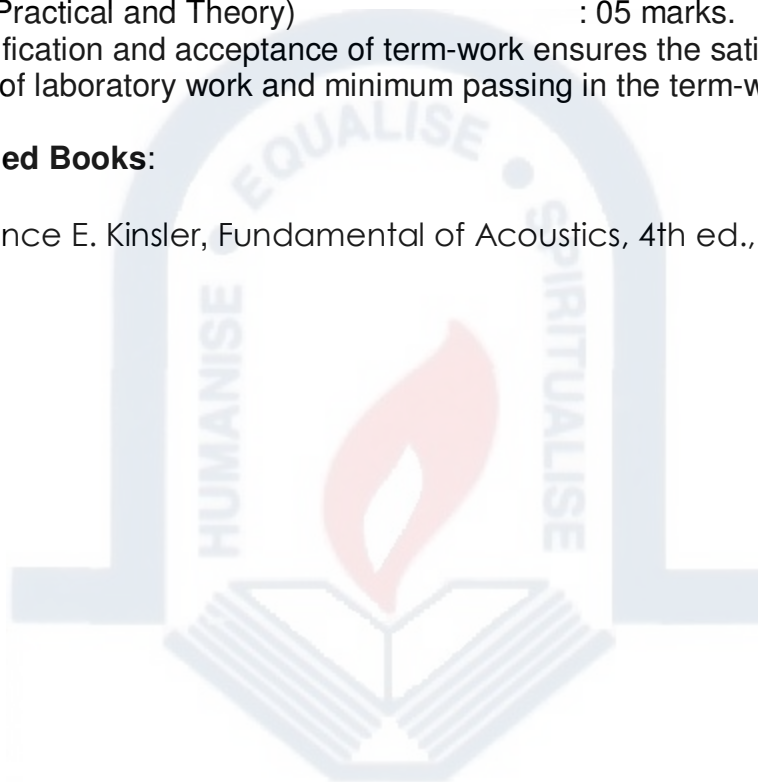 Practical and Theory) : 05 marks.
fication and acceptance of term-work ensures the sati
of laboratory work and minimum passing in the term-w
ed Books:
nce E. Kinsler, Fundamental of Acoustics, 4th ed.,
HUMANISE • EQUALISE • SPIRITUALISE